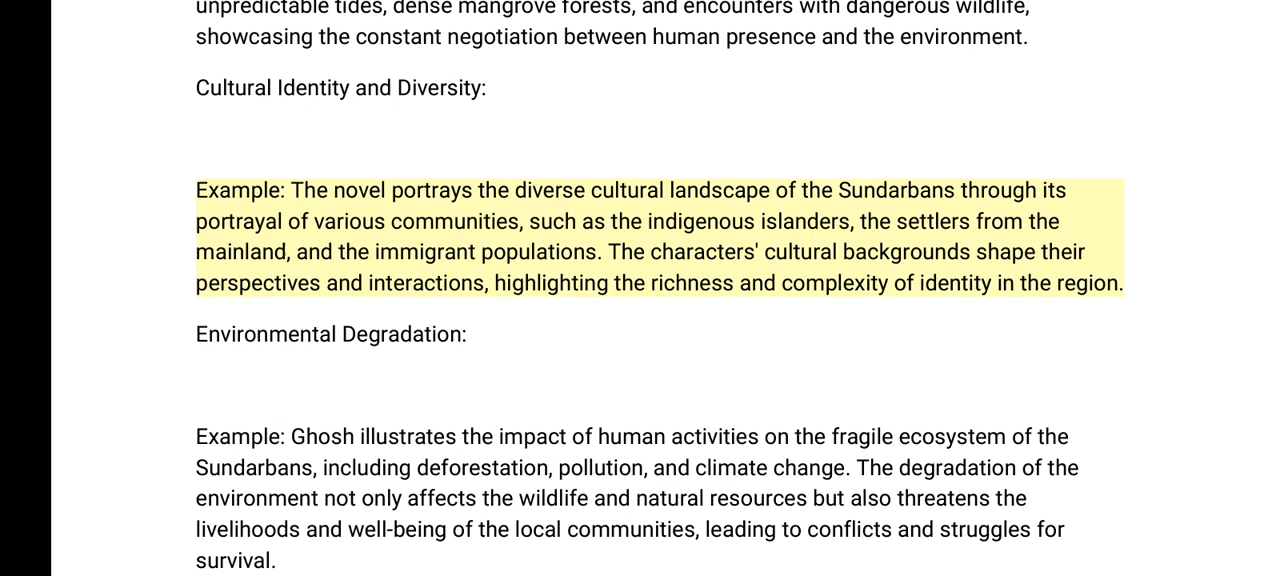 unpredictable tides, dense mangrove forests, and encounters with dangerous wildlife,
showcasing the constant negotiation between human presence and the environment.
Cultural Identity and Diversity:
Example: The novel portrays the diverse cultural landscape of the Sundarbans through its
portrayal of various communities, such as the indigenous islanders, the settlers from the
mainland, and the immigrant populations. The characters' cultural backgrounds shape their
perspectives and interactions, highlighting the richness and complexity of identity in the region.
Environmental Degradation:
Example: Ghosh illustrates the impact of human activities on the fragile ecosystem of the
Sundarbans, including deforestation, pollution, and climate change. The degradation of the
environment not only affects the wildlife and natural resources but also threatens the
livelihoods and well-being of the local communities, leading to conflicts and struggles for
survival.